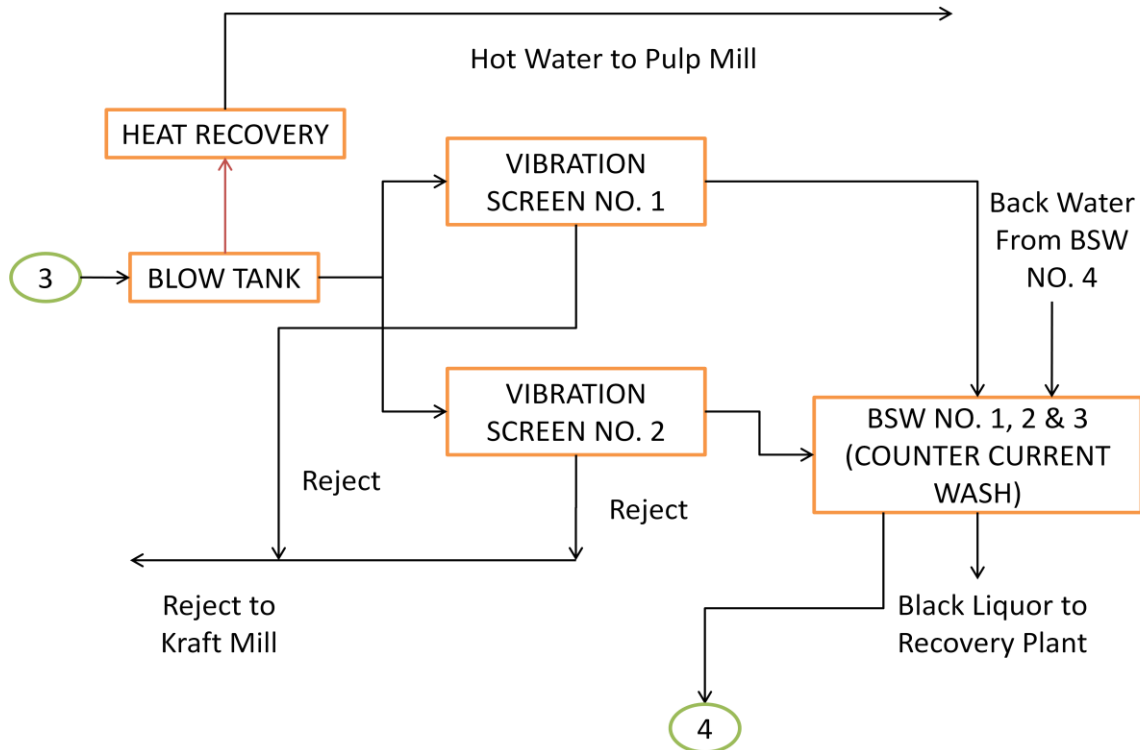 Hot Water to Pulp Mill
HEAT RECOVERY
VIBRATION
SCREEN NO. 1
Back Water
From BSW
NO. 4
3
BLOW TANK
VIBRATION
SCREEN NO. 2
BSW NO. 1, 2 & 3
(COUNTER CURRENT
WASH)
Reject
Reject
Reject to
Kraft Mill
Black Liquor to
Recovery Plant
4